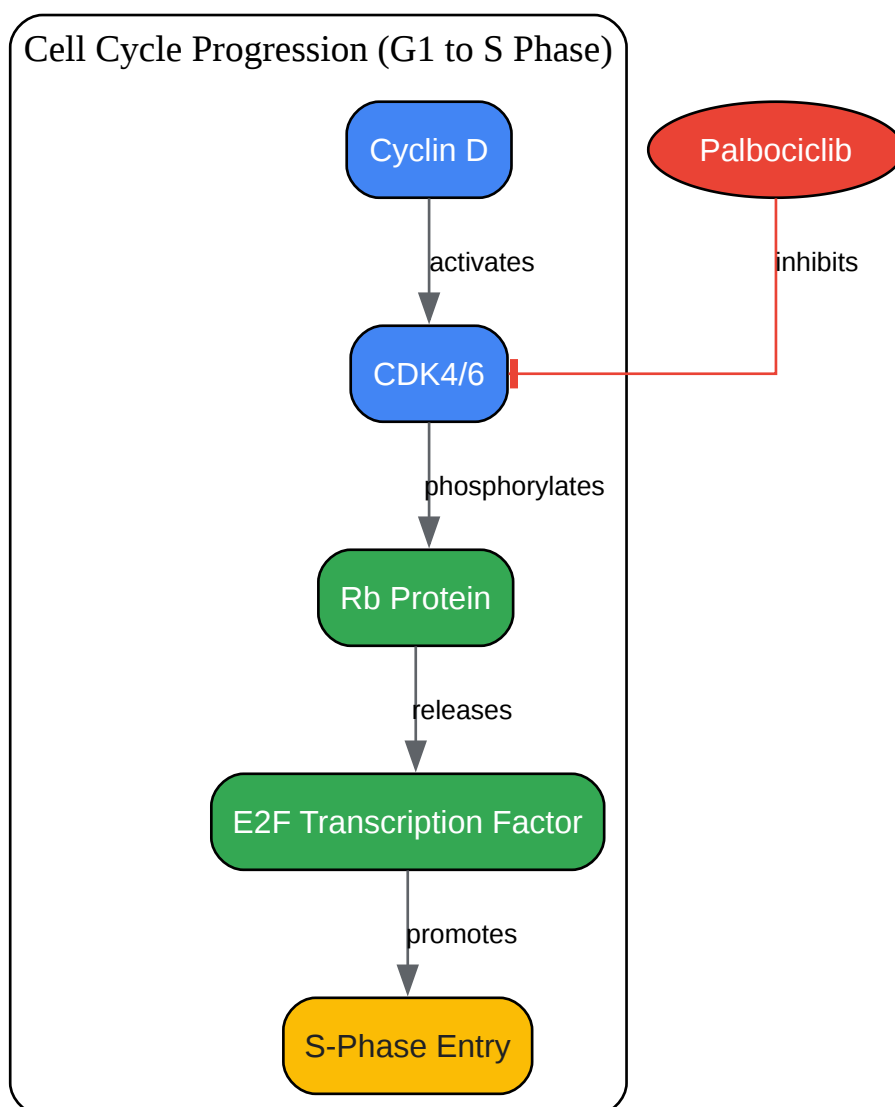 Cell Cycle Progression (G1 to S Phase)
Cyclin D
Palbociclib
activates
inhibits
CDK4/6
phosphorylates
Rb Protein
releases
E2F Transcription Factor
promotes
S-Phase Entry